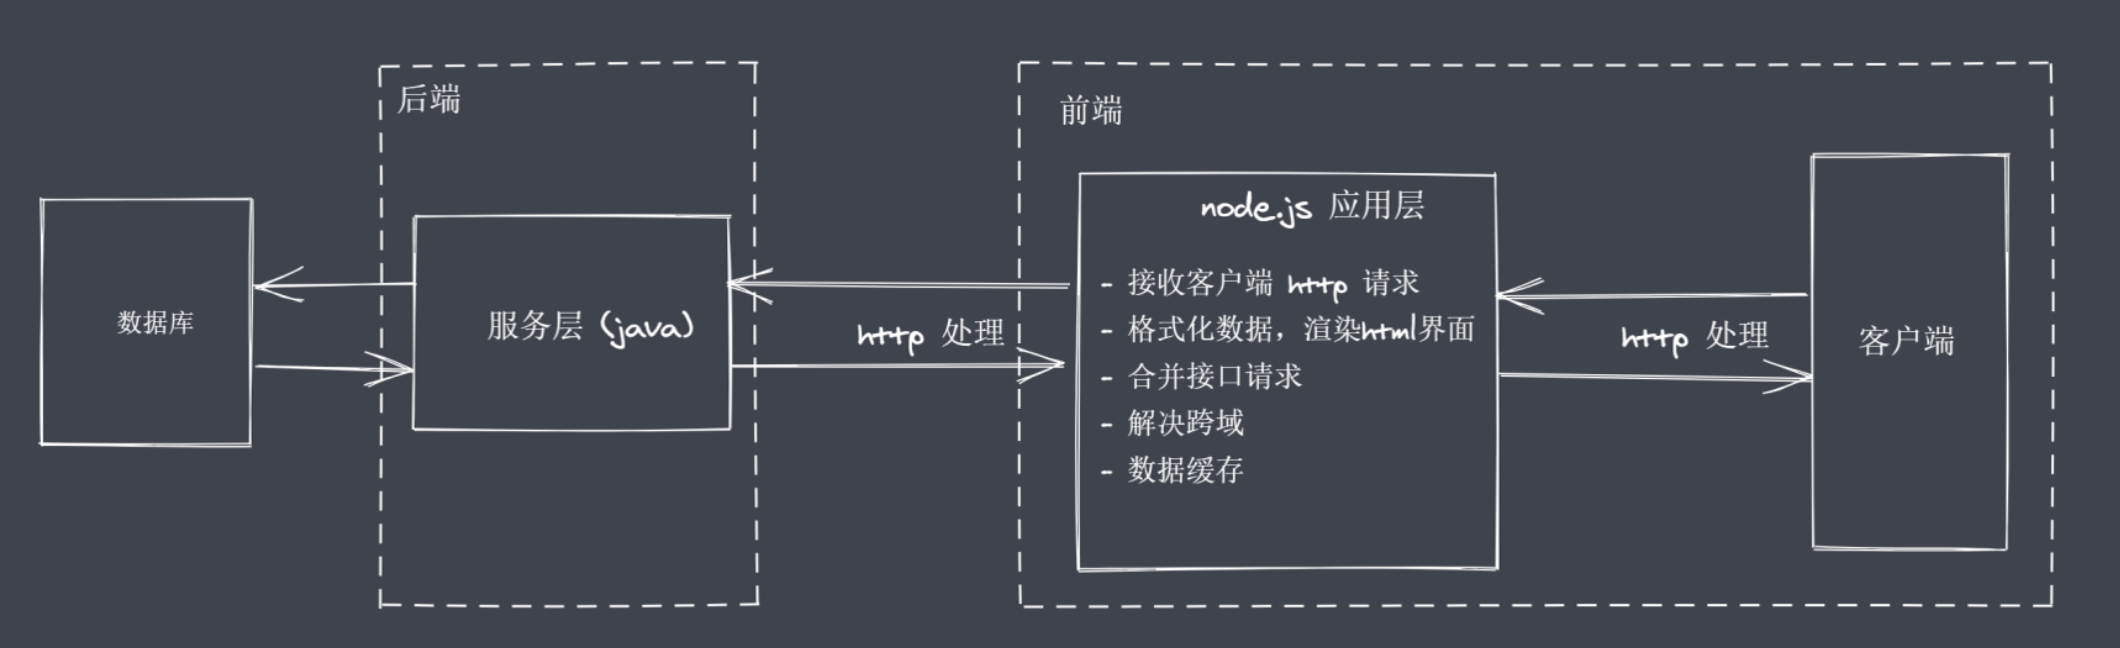 后端
前端
数据库
服务层 (java)
http 处理
node.js 应用层
- 接收客户端 http 请求
- 格式化数据，渲染html界面
- 合并接口请求
- 解决跨域
- 数据缓存
http 处理
客户端